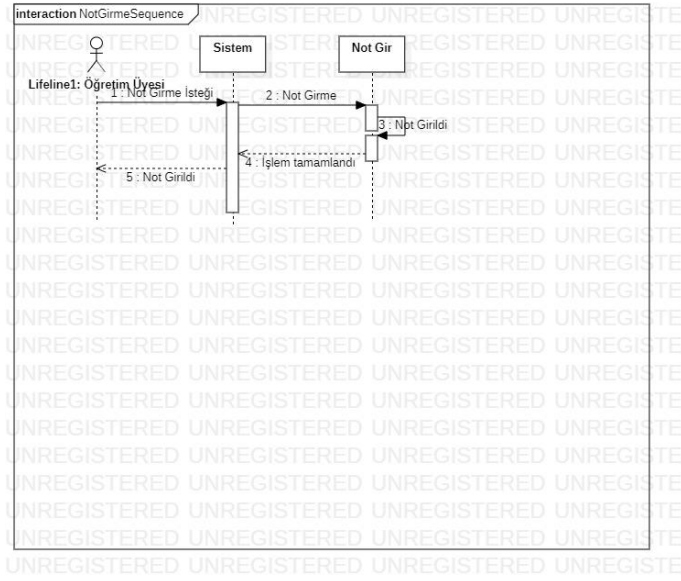 interaction NotGirmeSequence
Sistem
Not Gir
Lifeline1: Öğretim Üyesi
1 : Not Girme İsteği
2 : Not Girme
3 : Not Girildi
4 : İşlem tamamlandı
5 : Not Girildi
UNREGISTERED